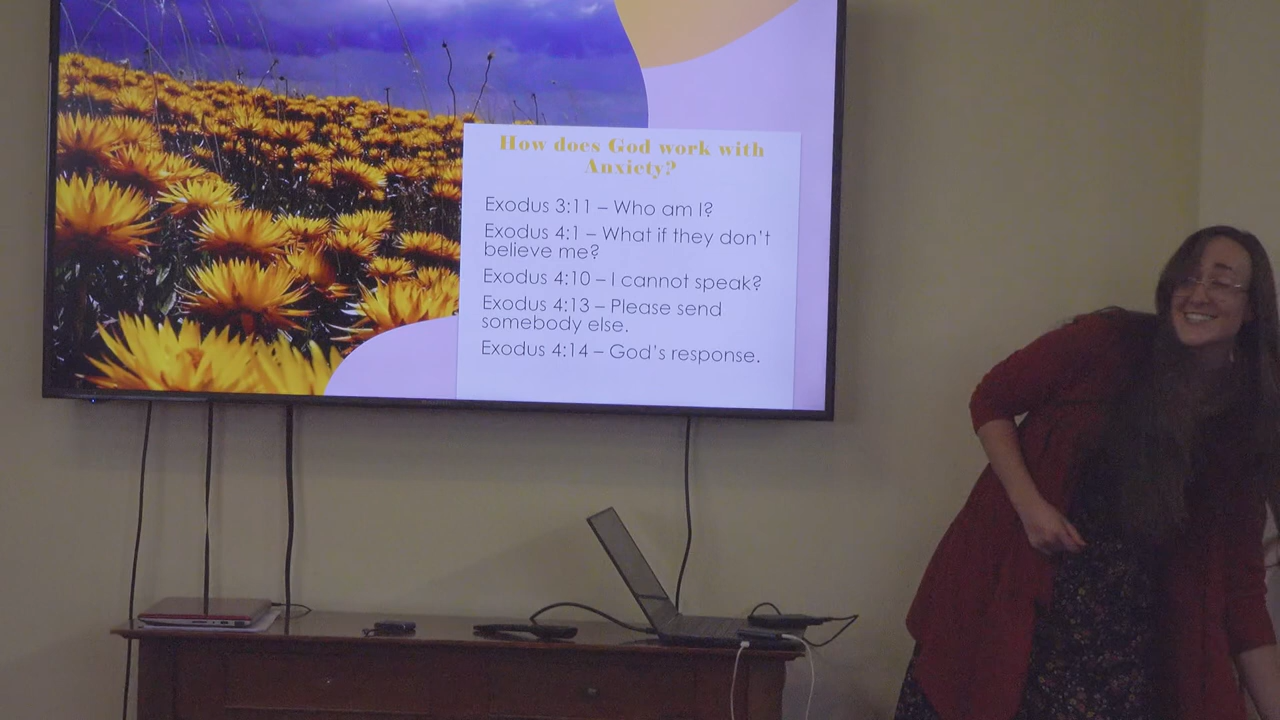 How does God work with
Anxiety?
Exodus 3:11 – Who am I?
Exodus 4:1 – What if they don't
believe me?
Exodus 4:10 – I cannot speak?
Exodus 4:13 – Please send
somebody else.
Exodus 4:14 – God's response.